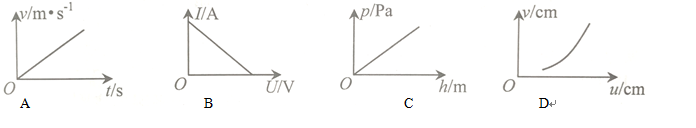 v/m•s⁻¹
O
t/s
A
I/A
O
U/V
B
p/Pa
O
h/m
C
v/cm
O
u/cm
D↵